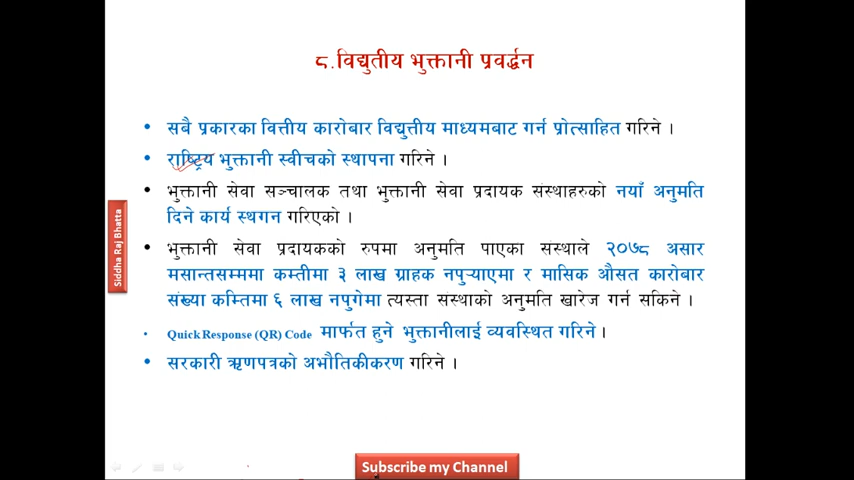 ८.विद्युतीय भुक्तानी प्रवर्द्धन
• सबै प्रकारका वित्तीय कारोबार विद्युत्तीय माध्यमबाट गर्न प्रोत्साहित गरिने ।
• राष्ट्रिय भुक्तानी स्वीचको स्थापना गरिने ।
• भुक्तानी सेवा सञ्चालक तथा भुक्तानी सेवा प्रदायक संस्थाहरुको नयाँ अनुमति
दिने कार्य स्थगन गरिएको ।
• भुक्तानी सेवा प्रदायकको रुपमा अनुमति पाएका संस्थाले २०७८ असार
मसान्तसम्ममा कम्तीमा ३ लाख ग्राहक नपुऱ्याएमा र मासिक औसत कारोबार
संख्या कम्तिमा ६ लाख नपुगेमा त्यस्ता संस्थाको अनुमति खारेज गर्न सकिने ।
• Quick Response (QR) Code मार्फत हुने भुक्तानीलाई व्यवस्थित गरिने ।
• सरकारी ऋणपत्रको अभौतिकीकरण गरिने ।
Siddha Raj Bhatta
Subscribe my Channel